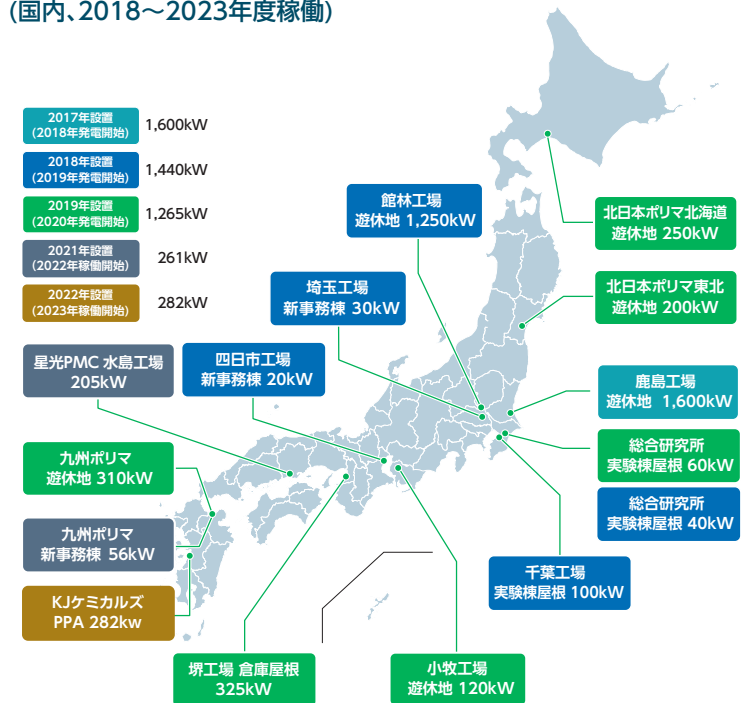 (国内、2018～2023年度稼働)
2017年設置
(2018年発電開始)
1,600kW
2018年設置
(2019年発電開始)
1,440kW
2019年設置
(2020年発電開始)
1,265kW
2021年設置
(2022年稼働開始)
261kW
2022年設置
(2023年稼働開始)
282kW
館林工場
遊休地 1,250kW
北日本ポリマ北海道
遊休地 250kW
埼玉工場
新事務棟 30kW
北日本ポリマ東北
遊休地 200kW
星光PMC 水島工場
205kW
四日市工場
新事務棟 20kW
鹿島工場
遊休地 1,600kW
九州ポリマ
遊休地 310kW
総合研究所
実験棟屋根 60kW
総合研究所
実験棟屋根 40kW
九州ポリマ
新事務棟 56kW
千葉工場
実験棟屋根 100kW
KJケミカルズ
PPA 282kw
堺工場 倉庫屋根
325kW
小牧工場
遊休地 120kW